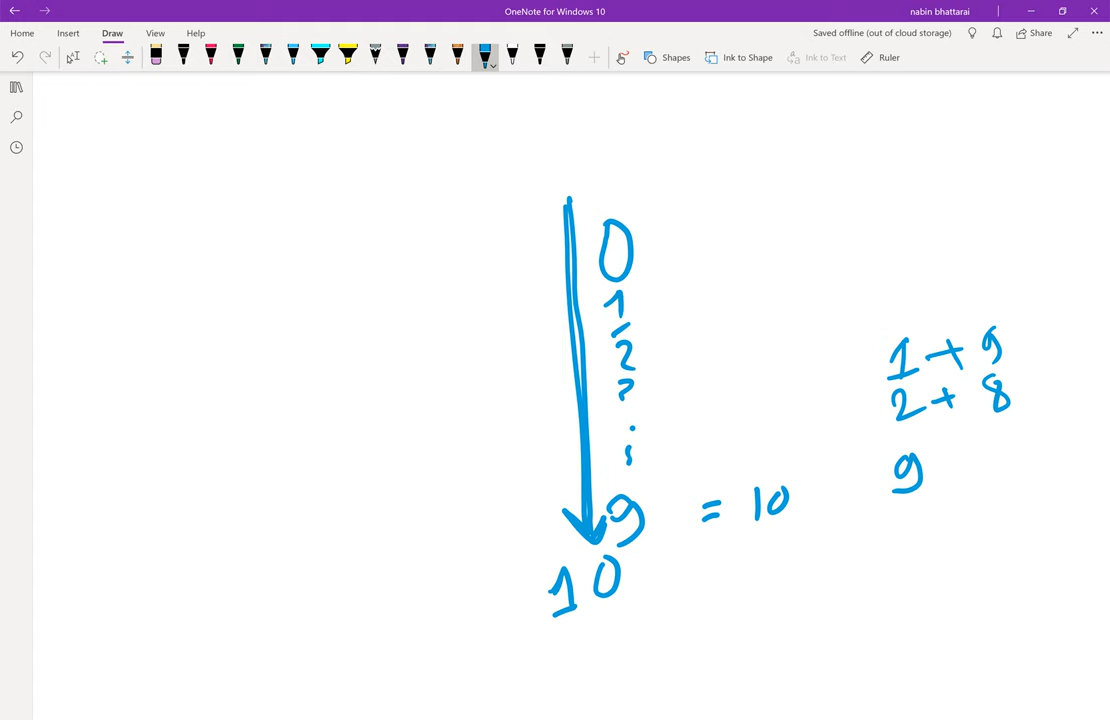 OneNote for Windows 10
nabin bhattarai
Home Insert Draw View Help
Saved offline (out of cloud storage)
Share
Shapes
Ink to Shape
Ink to Text
Ruler
0
1
2
?
.
;
9 = 10
10
1 + 9
2 + 8
9